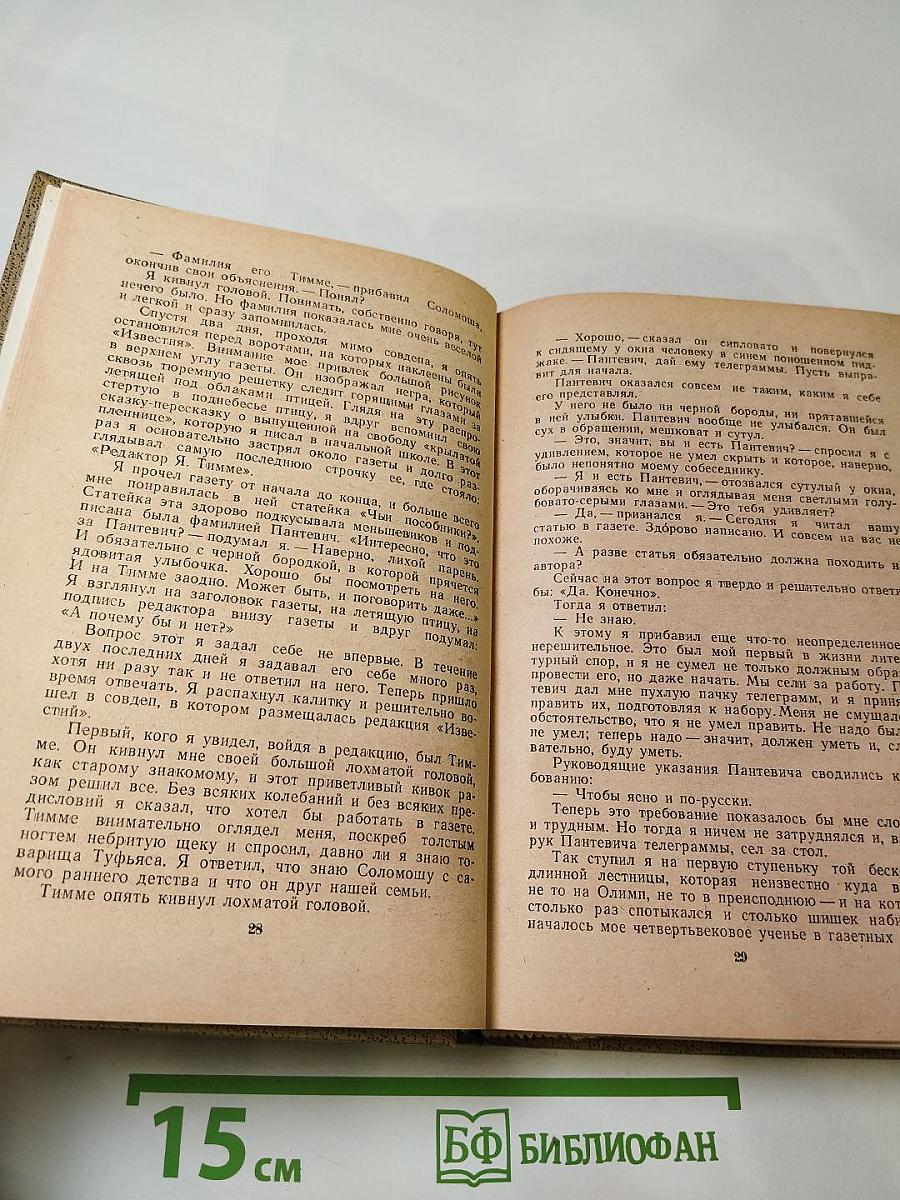 — Фамилия его Тимме, — прибавил Соломоша,
окончив свои объяснения. — Понял?
Я кивнул головой. Понимать, собственно говоря, тут
нечего было. Но фамилия показалась мне очень веселой
и легкой и сразу запомнилась.
Спустя два дня, проходя мимо совдепа, я опять
остановился перед воротами, на которых наклеены были
«Известия». Внимание мое привлек большой рисунок
в верхнем углу газеты. Он изображал негра, который
сквозь тюремную решетку следит горящими глазами за
летящей под облаками птицей. Глядя на эту распро-
стертую в поднебесье птицу, я вдруг вспомнил свою
сказку-пересказку о выпущенной на свободу «крылатой
пленнице», которую я писал в начальной школе. В этот
раз я основательно застрял около газеты и долго раз-
глядывал самую последнюю строчку ее, где стояло:
«Редактор Я. Тимме».
Я прочел газету от начала до конца, и больше всего
мне понравилась в ней статейка «Чьи пособники?».
Статейка эта здорово подкусывала меньшевиков и под-
писана была фамилией Пантевич. «Интересно, что это
за Пантевич? — подумал я. — Наверно, лихой парень.
И обязательно с черной бородкой, в которой прячется
ядовитая улыбочка. Хорошо бы посмотреть на него.
И на Тимме заодно. Может быть, и поговорить даже...»
Я взглянул на заголовок газеты, на летящую птицу, на
подпись редактора внизу газеты и вдруг подумал:
«А почему бы и нет?»
Вопрос этот я задал себе не впервые. В течение
двух последних дней я задавал его себе много раз,
хотя ни разу так и не ответил на него. Теперь пришло
время отвечать. Я распахнул калитку и решительно во-
шел в совдеп, в котором размещалась редакция «Изве-
стий».
Первый, кого я увидел, войдя в редакцию, был Тим-
ме. Он кивнул мне своей большой лохматой головой,
как старому знакомому, и этот приветливый кивок ра-
зом решил все. Без всяких колебаний и без всяких пре-
дисловий я сказал, что хотел бы работать в газете.
Тимме внимательно оглядел меня, поскреб толстым
ногтем небритую щеку и спросил, давно ли я знаю то-
варища Туфьяса. Я ответил, что знаю Соломошу с са-
мого раннего детства и что он друг нашей семьи.
Тимме опять кивнул лохматой головой.
28
— Хорошо, — сказал он сипловато и повернулся
к сидящему у окна человеку в синем поношенном пид-
жаке. — Пантевич, дай ему телеграммы. Пусть выпра-
вит для начала.
Пантевич оказался совсем не таким, каким я себе
его представлял.
У него не было ни черной бороды, ни прятавшейся
в ней улыбки. Пантевич вообще не улыбался. Он был
сух в обращении, мешковат и сутул.
— Это, значит, вы и есть Пантевич? — спросил я с
удивлением, которое не умел скрыть и которое, наверно,
было непонятно моему собеседнику.
— Я и есть Пантевич, — отозвался сутулый у окна,
оборачиваясь ко мне и оглядывая меня светлыми голу-
бовато-серыми глазами. — Это тебя удивляет?
— Да, — признался я. — Сегодня я читал вашу
статью в газете. Здорово написано. И совсем на вас не
похоже.
— А разве статья обязательно должна походить н
автора?
Сейчас на этот вопрос я твердо и решительно ответи
бы: «Да. Конечно».
Тогда я ответил:
— Не знаю.
К этому я прибавил еще что-то неопределенное
нерешительное. Это был мой первый в жизни лите
турный спор, и я не сумел не только должным обра
провести его, но даже начать. Мы сели за работу. П
тевич дал мне пухлую пачку телеграмм, и я приня
править их, подготовляя к набору. Меня не смущал
обстоятельство, что я не умел править. Не надо был
не умел; теперь надо — значит, должен уметь и, сл
вательно, буду уметь.
Руководящие указания Пантевича сводились к
бованию:
— Чтобы ясно и по-русски.
Теперь это требование показалось бы мне сло
и трудным. Но тогда я ничем не затруднялся и, в
рук Пантевича телеграммы, сел за стол.
Так ступил я на первую ступеньку той беск
длинной лестницы, которая неизвестно куда в
не то на Олимп, не то в преисподнюю — и на кот
столько раз спотыкался и столько шишек наби
началось мое четвертьвековое ученье в газетных
29
15 см
БФ БИБЛИОФАН